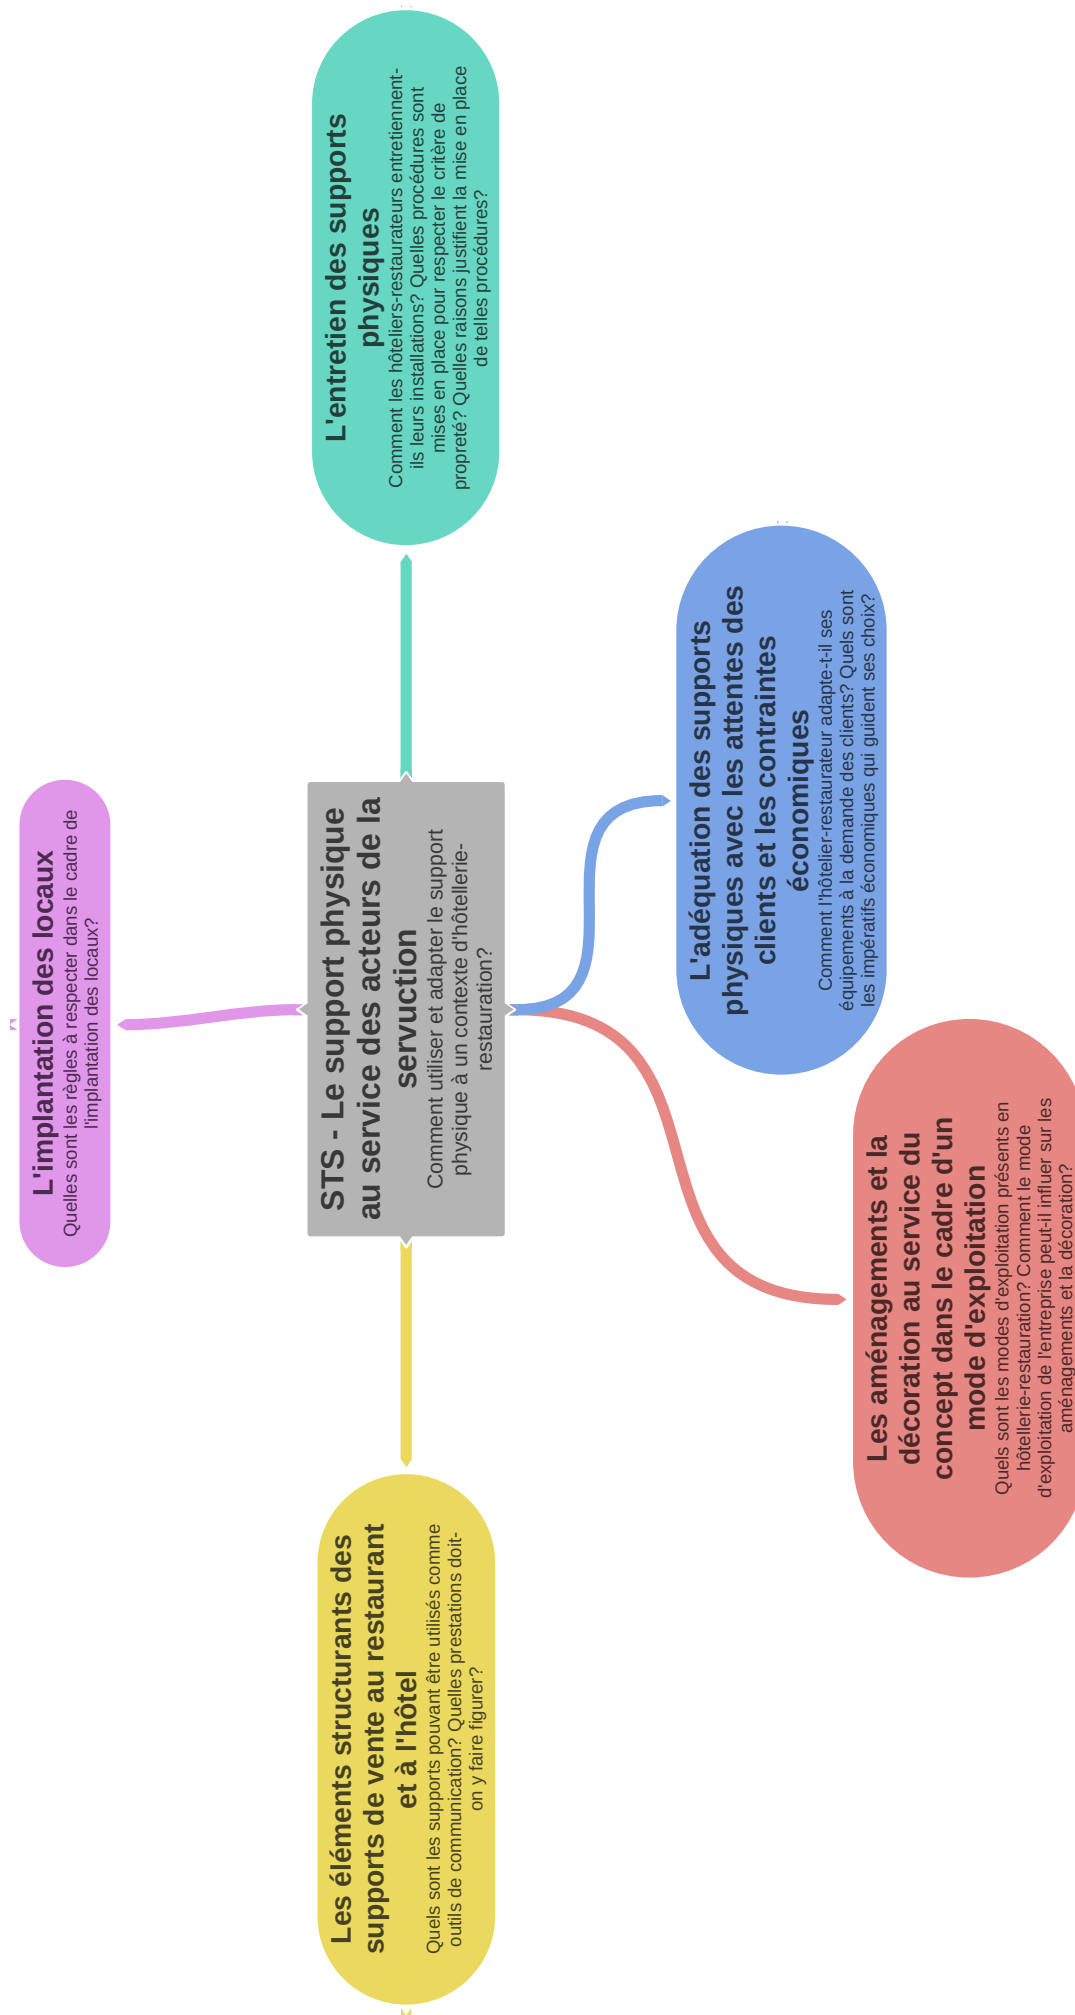 L'implantation des locaux
Quelles sont les règles à respecter dans le cadre de
l'implantation des locaux?
Les éléments structurants des
supports de vente au restaurant
et à l'hôtel
Quels sont les supports pouvant être utilisés comme
outils de communication? Quelles prestations doit-
on y faire figurer?
STS - Le support physique
au service des acteurs de la
servuction
Comment utiliser et adapter le support
physique à un contexte d'hôtellerie-
restauration?
L'entretien des supports
physiques
Comment les hôteliers-restaurateurs entretiennent-
ils leurs installations? Quelles procédures sont
mises en place pour respecter le critère de
propreté? Quelles raisons justifient la mise en place
de telles procédures?
L'adéquation des supports
physiques avec les attentes des
clients et les contraintes
économiques
Comment l'hôtelier-restaurateur adapte-t-il ses
équipements à la demande des clients? Quels sont
les impératifs économiques qui guident ses choix?
Les aménagements et la
décoration au service du
concept dans le cadre d'un
mode d'exploitation
Quels sont les modes d'exploitation présents en
hôtellerie-restauration? Comment le mode
d'exploitation de l'entreprise peut-il influer sur les
aménagements et la décoration?